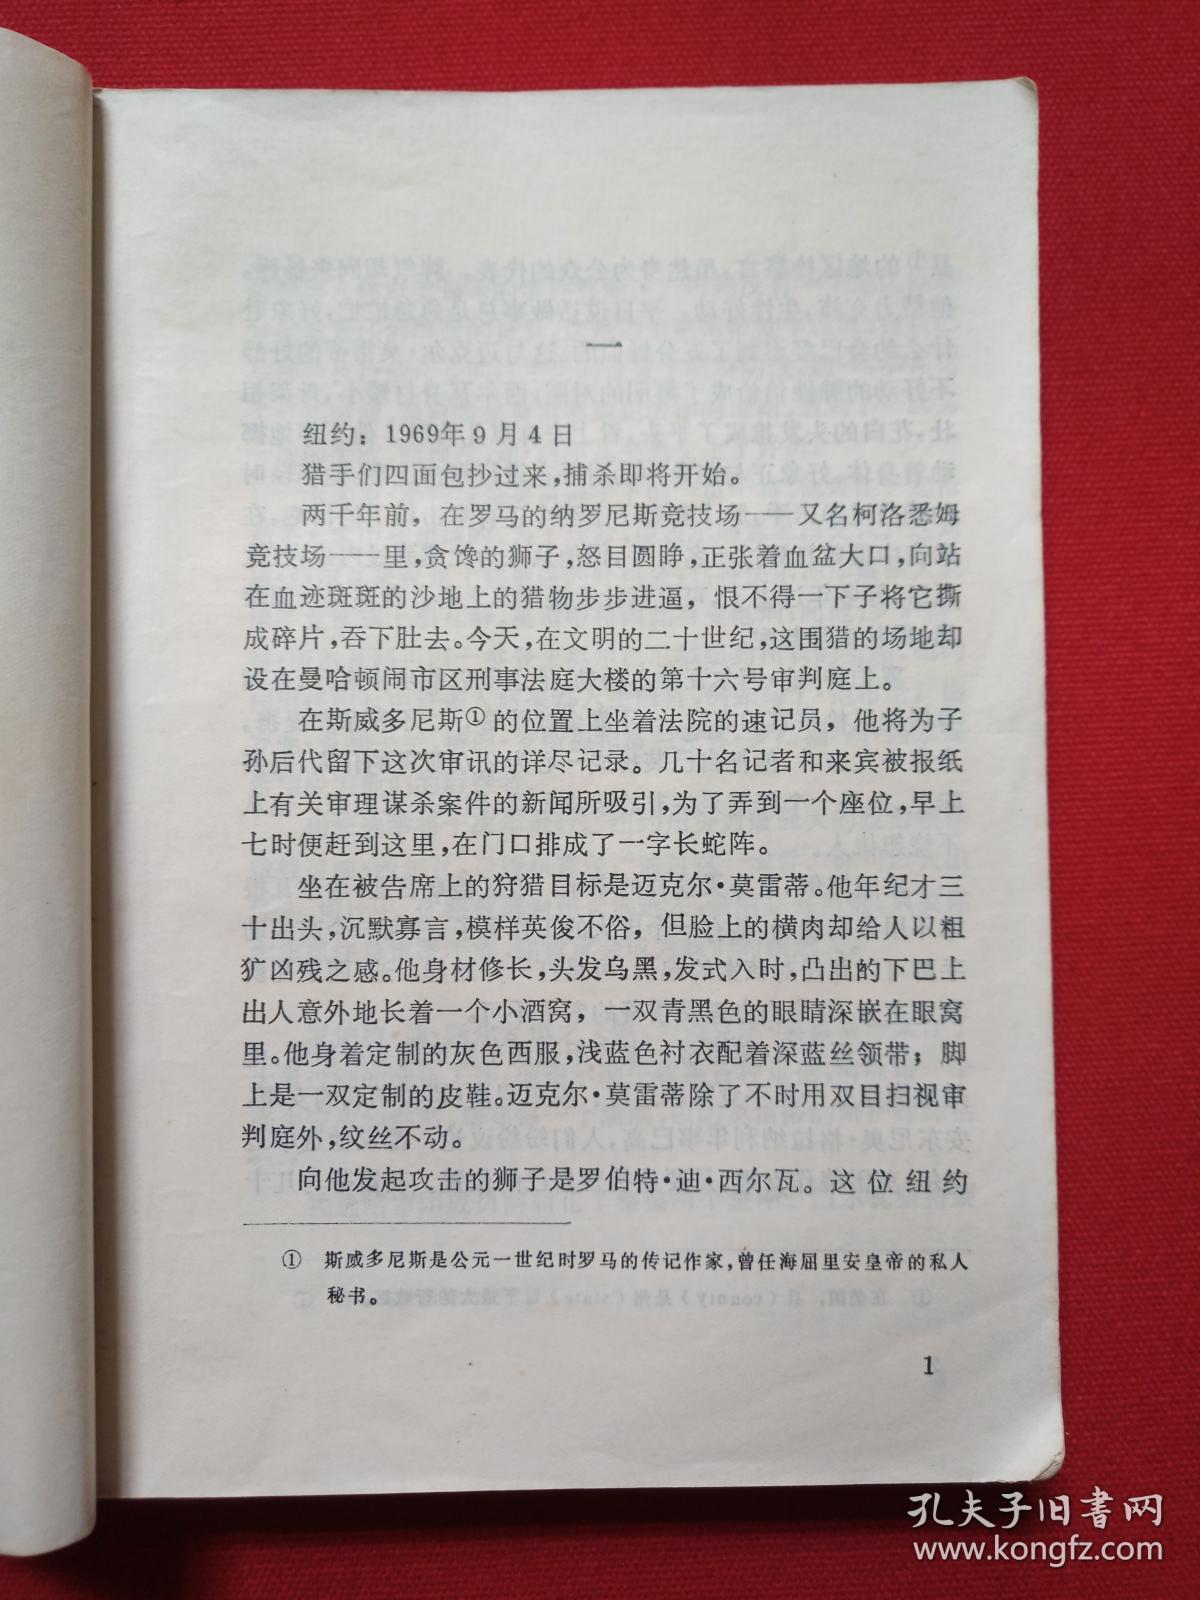 一
纽约：1969年9月4日
猎手们四面包抄过来，捕杀即将开始。
两千年前，在罗马的纳罗尼斯竞技场——又名柯洛悉姆
竞技场——里，贪馋的狮子，怒目圆睁，正张着血盆大口，向站
在血迹斑斑的沙地上的猎物步步进逼，恨不得一下子将它撕
成碎片，吞下肚去。今天，在文明的二十世纪，这围猎的场地却
设在曼哈顿闹市区刑事法庭大楼的第十六号审判庭上。
在斯威多尼斯①的位置上坐着法院的速记员，他将为子
孙后代留下这次审讯的详尽记录。几十名记者和来宾被报纸
上有关审理谋杀案件的新闻所吸引，为了弄到一个座位，早上
七时便赶到这里，在门口排成了一字长蛇阵。
坐在被告席上的狩猎目标是迈克尔·莫雷蒂。他年纪才三
十出头，沉默寡言，模样英俊不俗，但脸上的横肉却给人以粗
犷凶残之感。他身材修长，头发乌黑，发式入时，凸出的下巴上
出人意外地长着一个小酒窝，一双青黑色的眼睛深嵌在眼窝
里。他身着定制的灰色西服，浅蓝色衬衣配着深蓝丝领带；脚
上是一双定制的皮鞋。迈克尔·莫雷蒂除了不时用双目扫视审
判庭外，纹丝不动。
向他发起攻击的狮子是罗伯特·迪·西尔瓦。这位纽约
① 斯威多尼斯是公元一世纪时罗马的传记作家，曾任海屈里安皇帝的私人
秘书。
1
孔夫子旧书网
www.kongfz.com